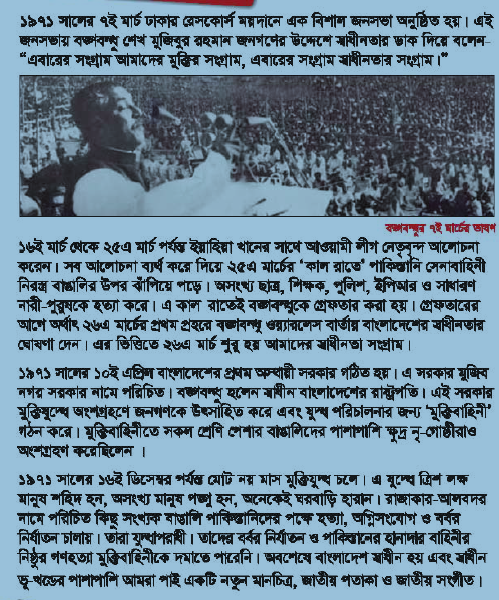 ১৯৭১ সালের ৭ই মার্চ ঢাকার রেসকোর্স ময়দানে এক বিশাল জনসভা অনুষ্ঠিত হয়। এই
জনসভায় বঙ্গবন্ধু শেখ মুজিবুর রহমান জনগণের উদ্দেশে স্বাধীনতার ডাক দিয়ে বলেন-
“এবারের সংগ্রাম আমাদের মুক্তির সংগ্রাম, এবারের সংগ্রাম স্বাধীনতার সংগ্রাম।”
বঙ্গবন্ধুর ৭ই মার্চের ভাষণ
১৬ই মার্চ থেকে ২৫এ মার্চ পর্যন্ত ইয়াহিয়া খানের সাথে আওয়ামী লীগ নেতৃবৃন্দ আলোচনা
করেন। সব আলোচনা ব্যর্থ করে দিয়ে ২৫এ মার্চের ‘কাল রাতে’ পাকিস্তানি সেনাবাহিনী
নিরস্ত্র বাঙালির উপর ঝাঁপিয়ে পড়ে। অসংখ্য ছাত্র, শিক্ষক, পুলিশ, ইপিআর ও সাধারণ
নারী-পুরুষকে হত্যা করে। এ কাল রাতেই বঙ্গবন্ধুকে গ্রেফতার করা হয়। গ্রেফতারের
আগে অর্থাৎ ২৬এ মার্চের প্রথম প্রহরে বঙ্গবন্ধু ওয়্যারলেস বার্তায় বাংলাদেশের স্বাধীনতার
ঘোষণা দেন। এর ভিত্তিতে ২৬এ মার্চ শুরু হয় আমাদের স্বাধীনতা সংগ্রাম।
১৯৭১ সালের ১০ই এপ্রিল বাংলাদেশের প্রথম অস্থায়ী সরকার গঠিত হয়। এ সরকার মুজিব
নগর সরকার নামে পরিচিত। বঙ্গবন্ধু হলেন স্বাধীন বাংলাদেশের রাষ্ট্রপতি। এই সরকার
মুক্তিযুদ্ধে অংশগ্রহণে জনগণকে উৎসাহিত করে এবং যুদ্ধ পরিচালনার জন্য ‘মুক্তিবাহিনী’
গঠন করে। মুক্তিবাহিনীতে সকল শ্রেণি পেশার বাঙালিদের পাশাপাশি ক্ষুদ্র নৃ-গোষ্ঠীরাও
অংশগ্রহণ করেছিলেন ।
১৯৭১ সালের ১৬ই ডিসেম্বর পর্যন্ত মোট নয় মাস মুক্তিযুদ্ধ চলে। এ যুদ্ধে ত্রিশ লক্ষ
মানুষ শহিদ হন, অসংখ্য মানুষ পঙ্গু হন, অনেকেই ঘরবাড়ি হারান। রাজাকার-আলবদর
নামে পরিচিত কিছু সংখ্যক বাঙালি পাকিস্তানিদের পক্ষে হত্যা, অগ্নিসংযোগ ও বর্বর
নির্যাতন চালায়। তারা যুদ্ধাপরাধী। তাদের বর্বর নির্যাতন ও পাকিস্তানের হানাদার বাহিনীর
নিষ্ঠুর গণহত্যা মুক্তিবাহিনীকে দমাতে পারেনি। অবশেষে বাংলাদেশ স্বাধীন হয় এবং স্বাধীন
ভূ-খন্ডের পাশাপাশি আমরা পাই একটি নতুন মানচিত্র, জাতীয় পতাকা ও জাতীয় সংগীত।